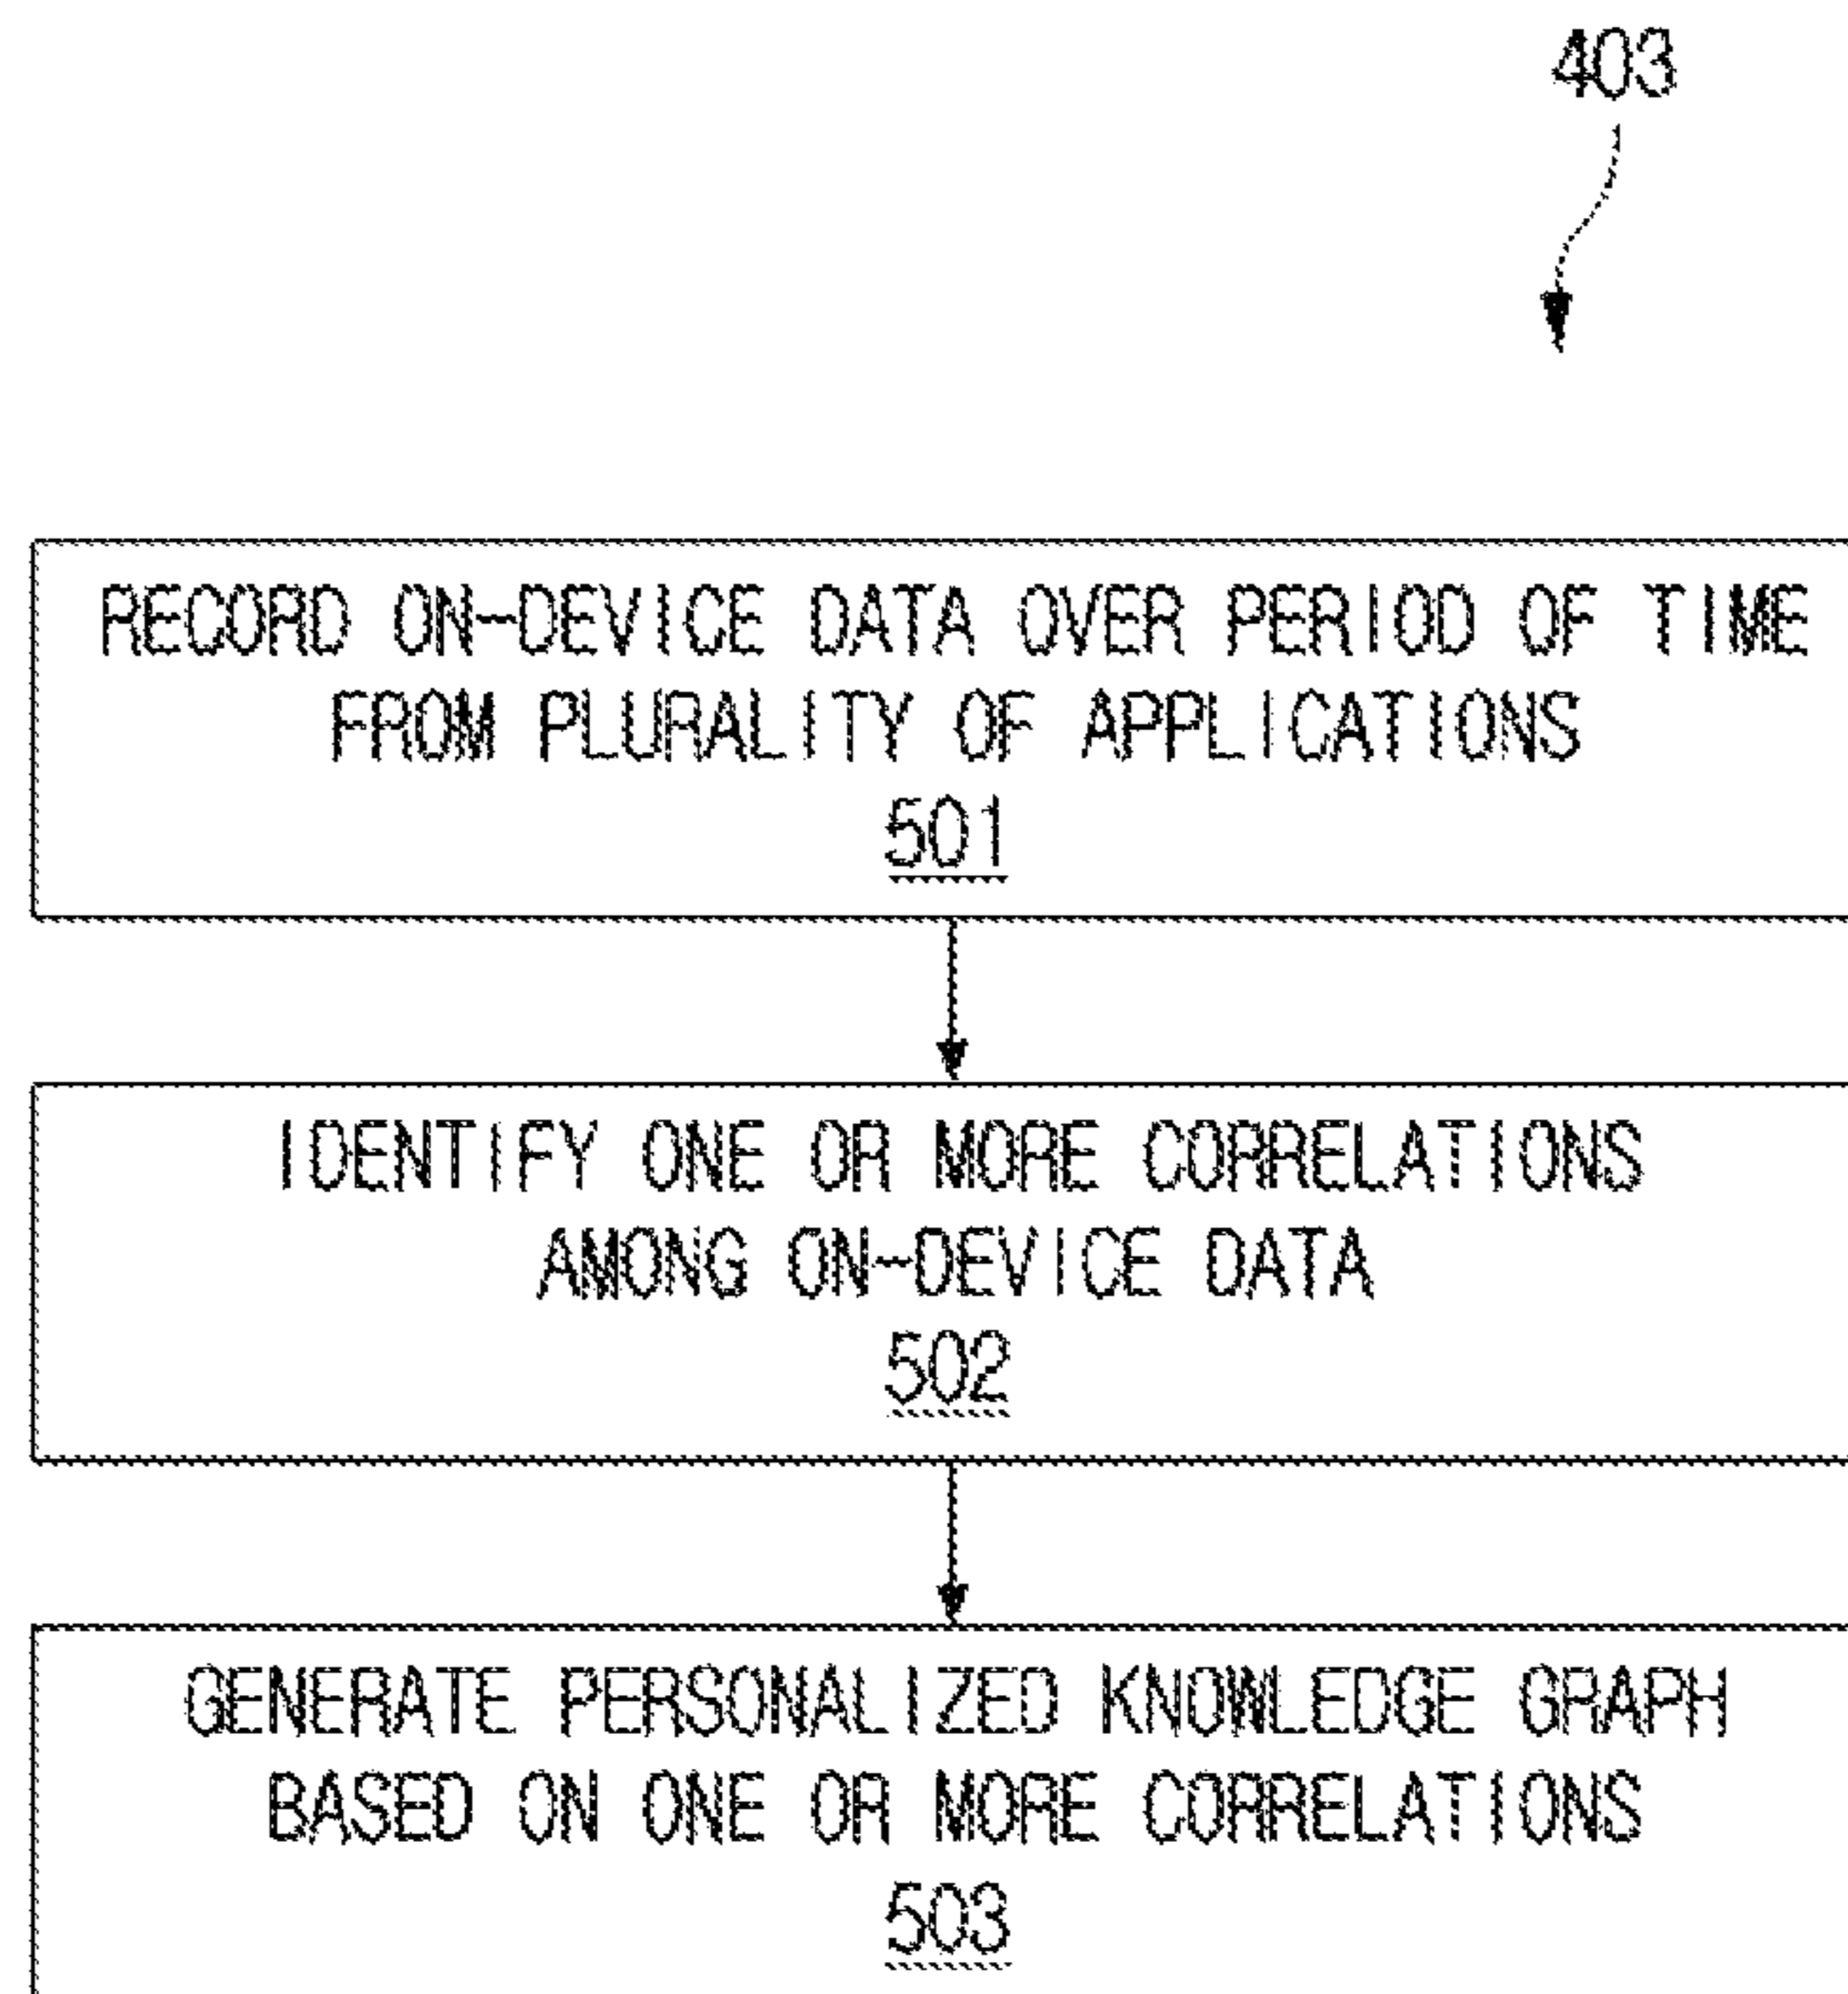 403
RECORD ON-DEVICE DATA OVER PERIOD OF TIME
FROM PLURALITY OF APPLICATIONS
501
IDENTIFY ONE OR MORE CORRELATIONS
AMONG ON-DEVICE DATA
502
GENERATE PERSONALIZED KNOWLEDGE GRAPH
BASED ON ONE OR MORE CORRELATIONS
503